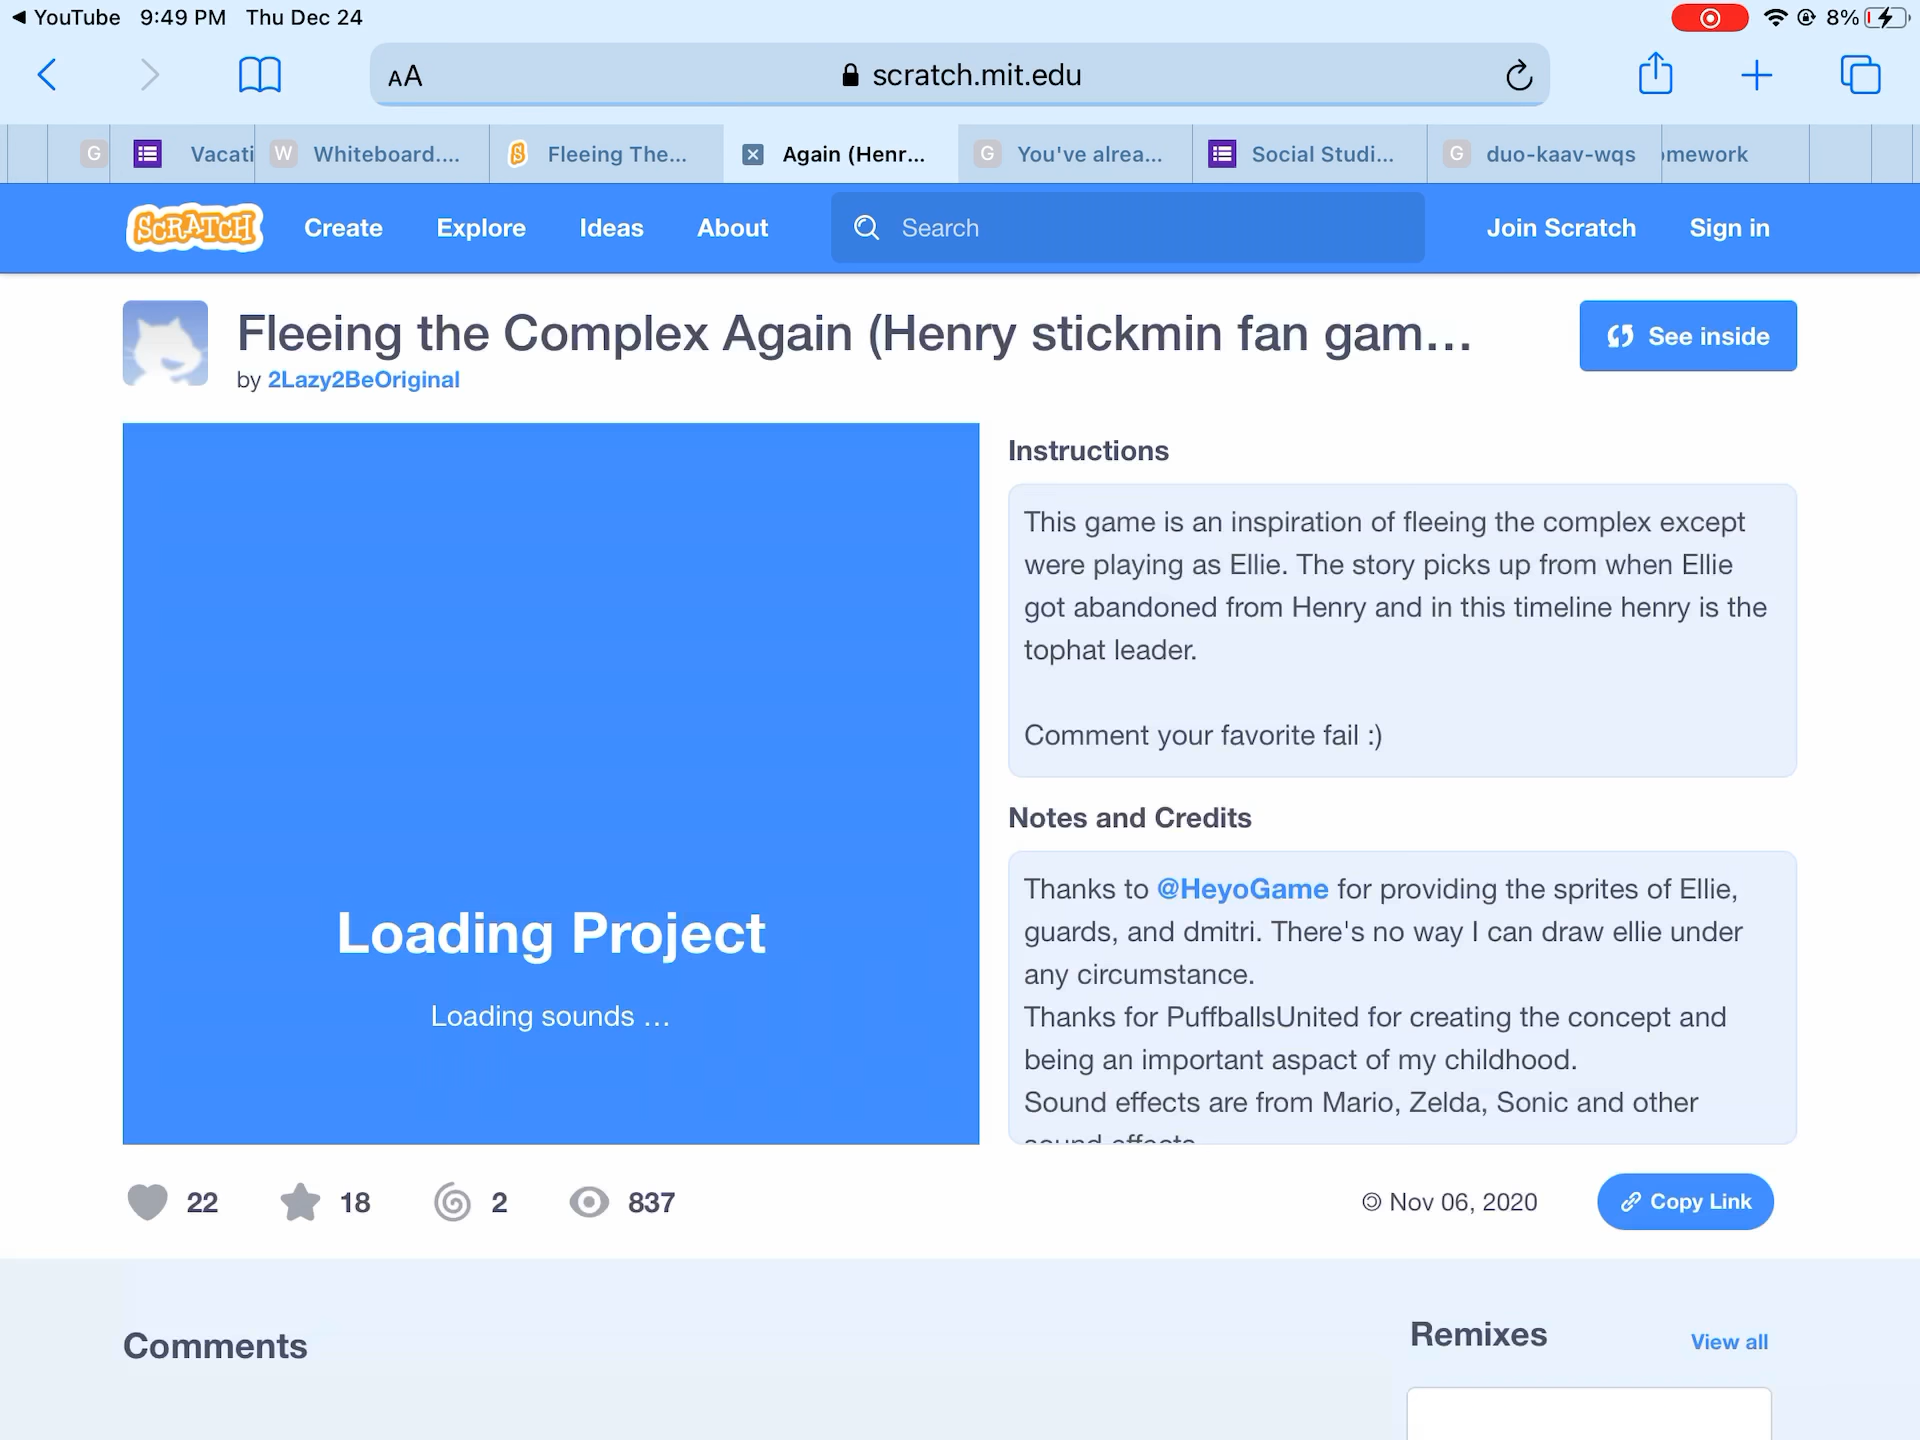 YouTube 9:49 PM Thu Dec 24 8%
AA scratch.mit.edu
G Vacati W Whiteboard.... Fleeing The... Again (Henr... G You've alrea... Social Studi... G duo-kaav-wqs mework
SCRATCH Create Explore Ideas About Search Join Scratch Sign in
Fleeing the Complex Again (Henry stickmin fan gam...
See inside
by 2Lazy2BeOriginal
Loading Project
Loading sounds ...
Instructions
This game is an inspiration of fleeing the complex except
were playing as Ellie. The story picks up from when Ellie
got abandoned from Henry and in this timeline henry is the
tophat leader.
Comment your favorite fail :)
Notes and Credits
Thanks to @HeyoGame for providing the sprites of Ellie,
guards, and dmitri. There's no way I can draw ellie under
any circumstance.
Thanks for PuffballsUnited for creating the concept and
being an important aspact of my childhood.
Sound effects are from Mario, Zelda, Sonic and other
sound effects
22 18 2 837 Nov 06, 2020 Copy Link
Comments
Remixes View all